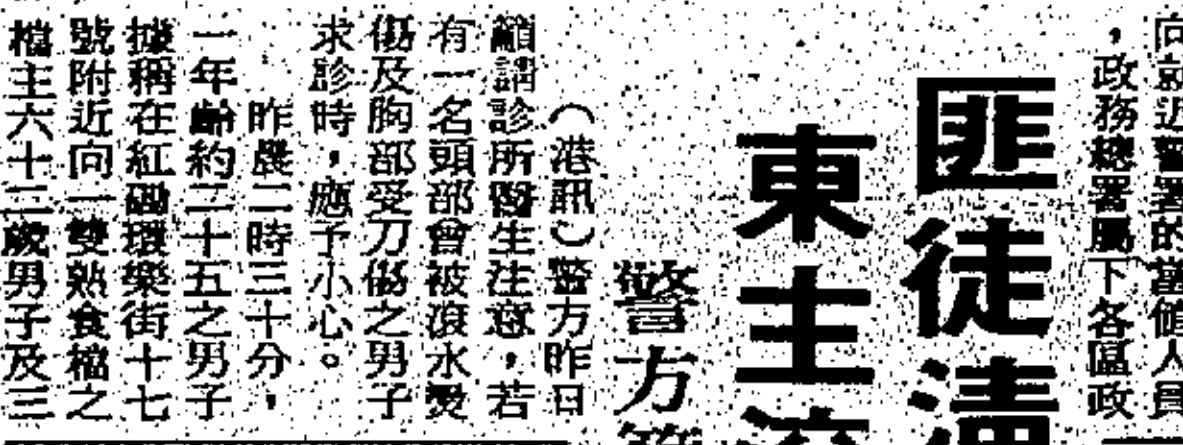 向就近警署的當值人員
，政務總署屬下各區政
匪徒淸
東主滾
警方籲
（港訊）警方昨日
籲請診所醫生注意，若
有一名頭部曾被滾水燙
傷及胸部受刀傷之男子
求診時，應予小心。
昨晨二時三十分，
一年齡約二十五之男子
據稱在紅磡環樂街十七
號附近向一雙熟食檔之
檔主六十二歲男子及三